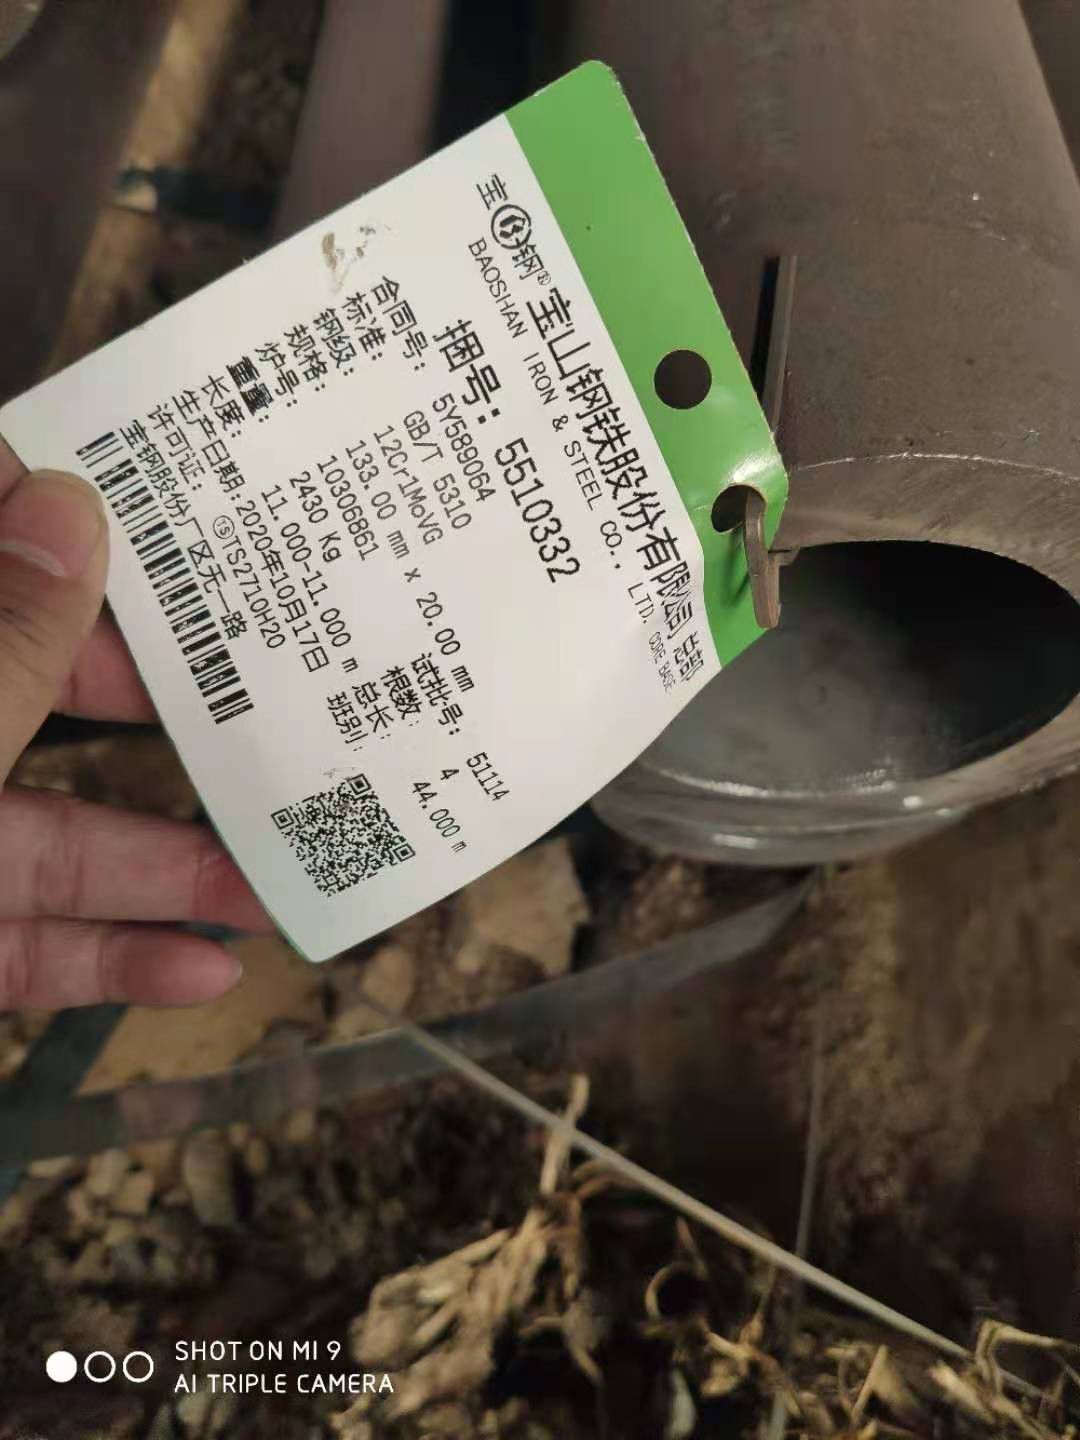 宝钢® 宝山钢铁股份有限公司 总部
BAOSHAN IRON & STEEL CO., LTD. CORE BASE
捆号: 5510332
合同号: 5Y589064
标准: GB/T 5310 试批号: 51114
钢级: 12Cr1MoVG 根数: 4
规格: 133.00 mm x 20.00 mm 总长: 44.000 m
炉号: 10306861 班别:
重量: 2430 Kg
长度: 11.000-11.000 m
生产日期:2020年10月17日
许可证: TS TS2710H20
宝钢股份厂区无一路
SHOT ON MI 9
AI TRIPLE CAMERA